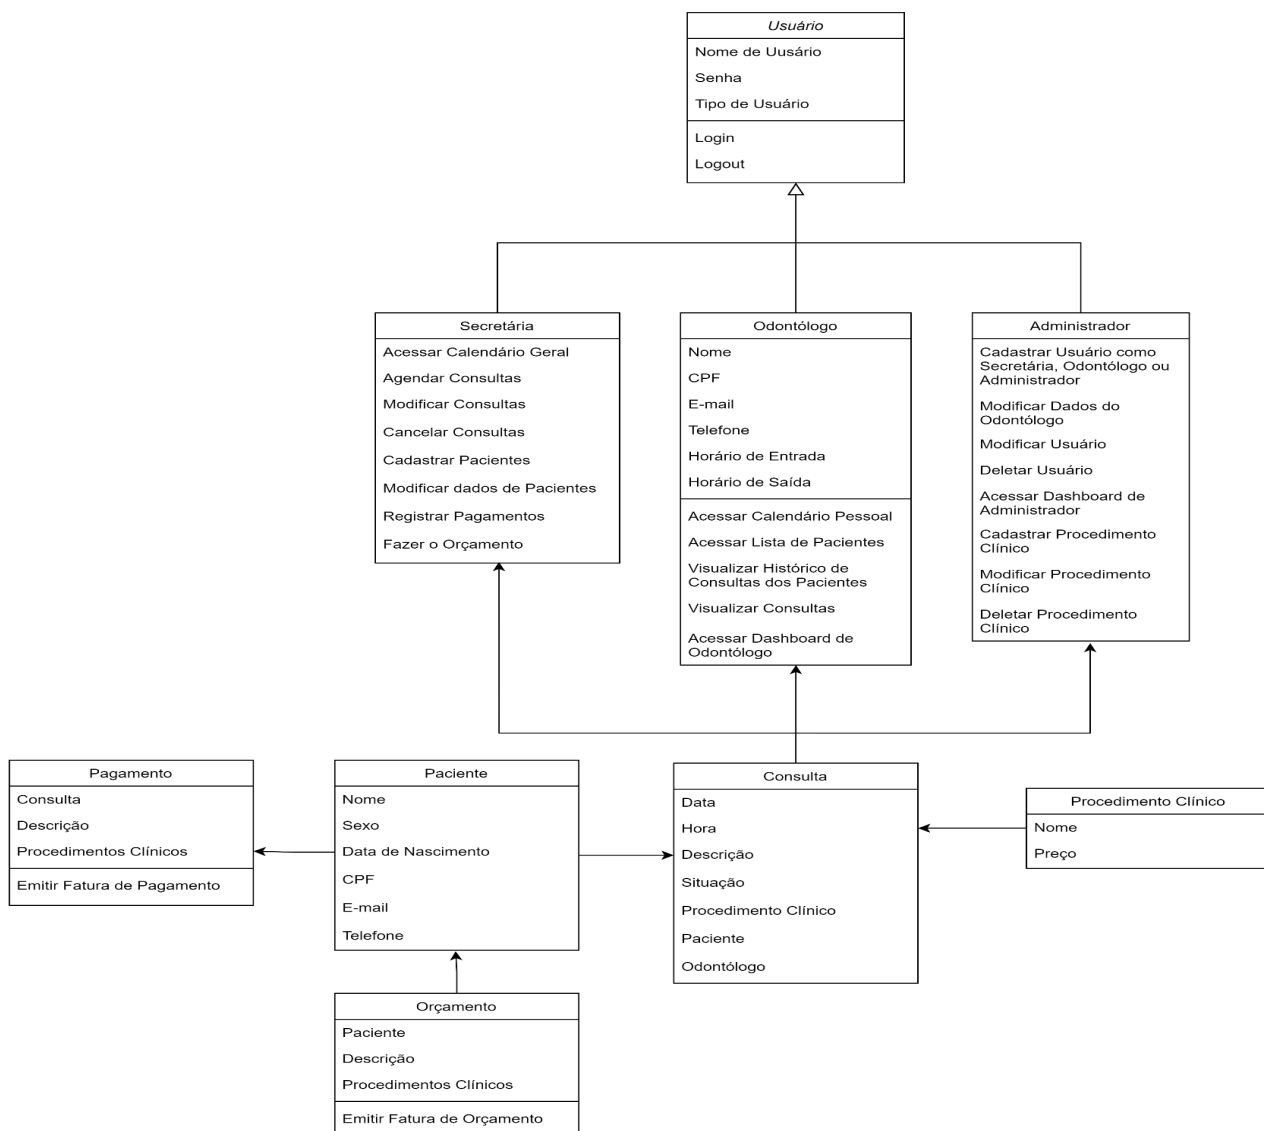 Usuário
Nome de Uusário
Senha
Tipo de Usuário
Login
Logout
Secretária
Acessar Calendário Geral
Agendar Consultas
Modificar Consultas
Cancelar Consultas
Cadastrar Pacientes
Modificar dados de Pacientes
Registrar Pagamentos
Fazer o Orçamento
Odontólogo
Nome
CPF
E-mail
Telefone
Horário de Entrada
Horário de Saída
Acessar Calendário Pessoal
Acessar Lista de Pacientes
Visualizar Histórico de
Consultas dos Pacientes
Visualizar Consultas
Acessar Dashboard de
Odontólogo
Administrador
Cadastrar Usuário como
Secretária, Odontólogo ou
Administrador
Modificar Dados do
Odontólogo
Modificar Usuário
Deletar Usuário
Acessar Dashboard de
Administrador
Cadastrar Procedimento
Clínico
Modificar Procedimento
Clínico
Deletar Procedimento
Clínico
Pagamento
Consulta
Descrição
Procedimentos Clínicos
Emitir Fatura de Pagamento
Paciente
Nome
Sexo
Data de Nascimento
CPF
E-mail
Telefone
Consulta
Data
Hora
Descrição
Situação
Procedimento Clínico
Paciente
Odontólogo
Procedimento Clínico
Nome
Preço
Orçamento
Paciente
Descrição
Procedimentos Clínicos
Emitir Fatura de Orçamento